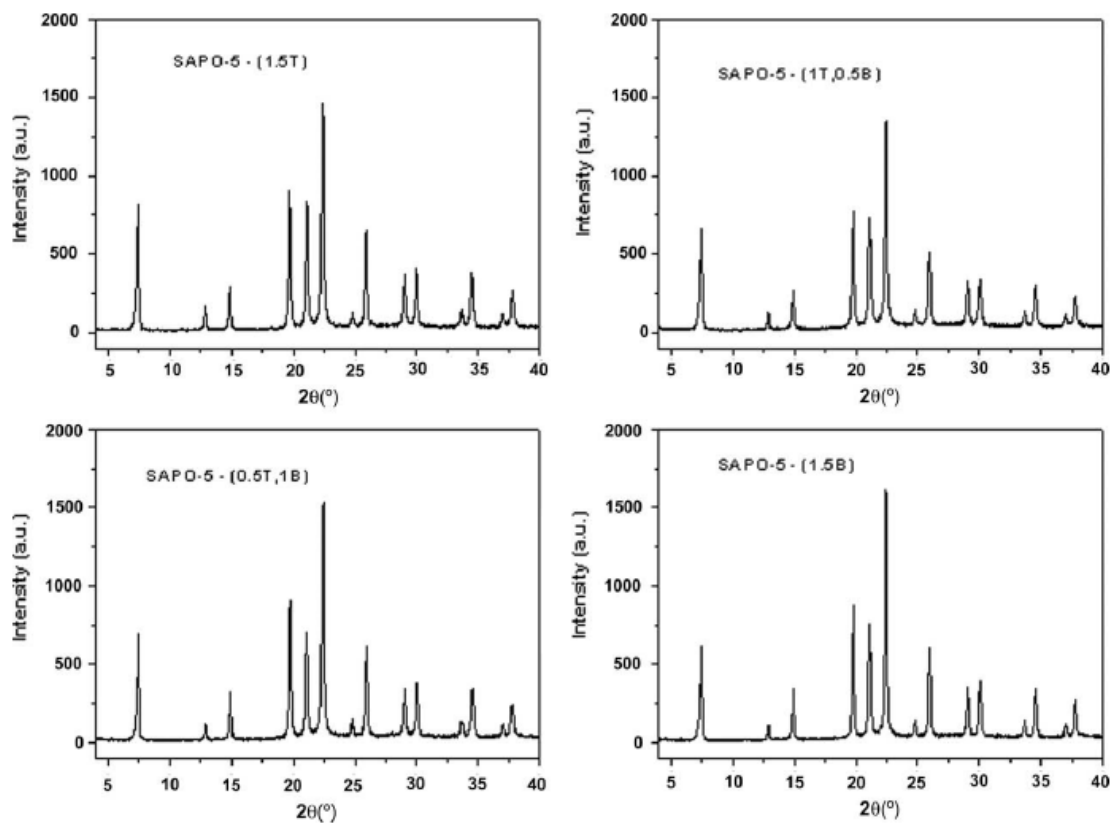 2000
1500
1000
500
0
Intensity (a.u.)
SAPO-5 - (1.5T)
5 10 15 20 25 30 35 40
2θ(º)
2000
1500
1000
500
0
Intensity (a.u.)
SAPO-5 - (1T,0.5B)
5 10 15 20 25 30 35 40
2θ(º)
2000
1500
1000
500
0
Intensity (a.u.)
SAPO-5 - (0.5T,1B)
5 10 15 20 25 30 35 40
2θ(º)
2000
1500
1000
500
0
Intensity (a.u.)
SAPO-5 - (1.5B)
5 10 15 20 25 30 35 40
2θ(º)